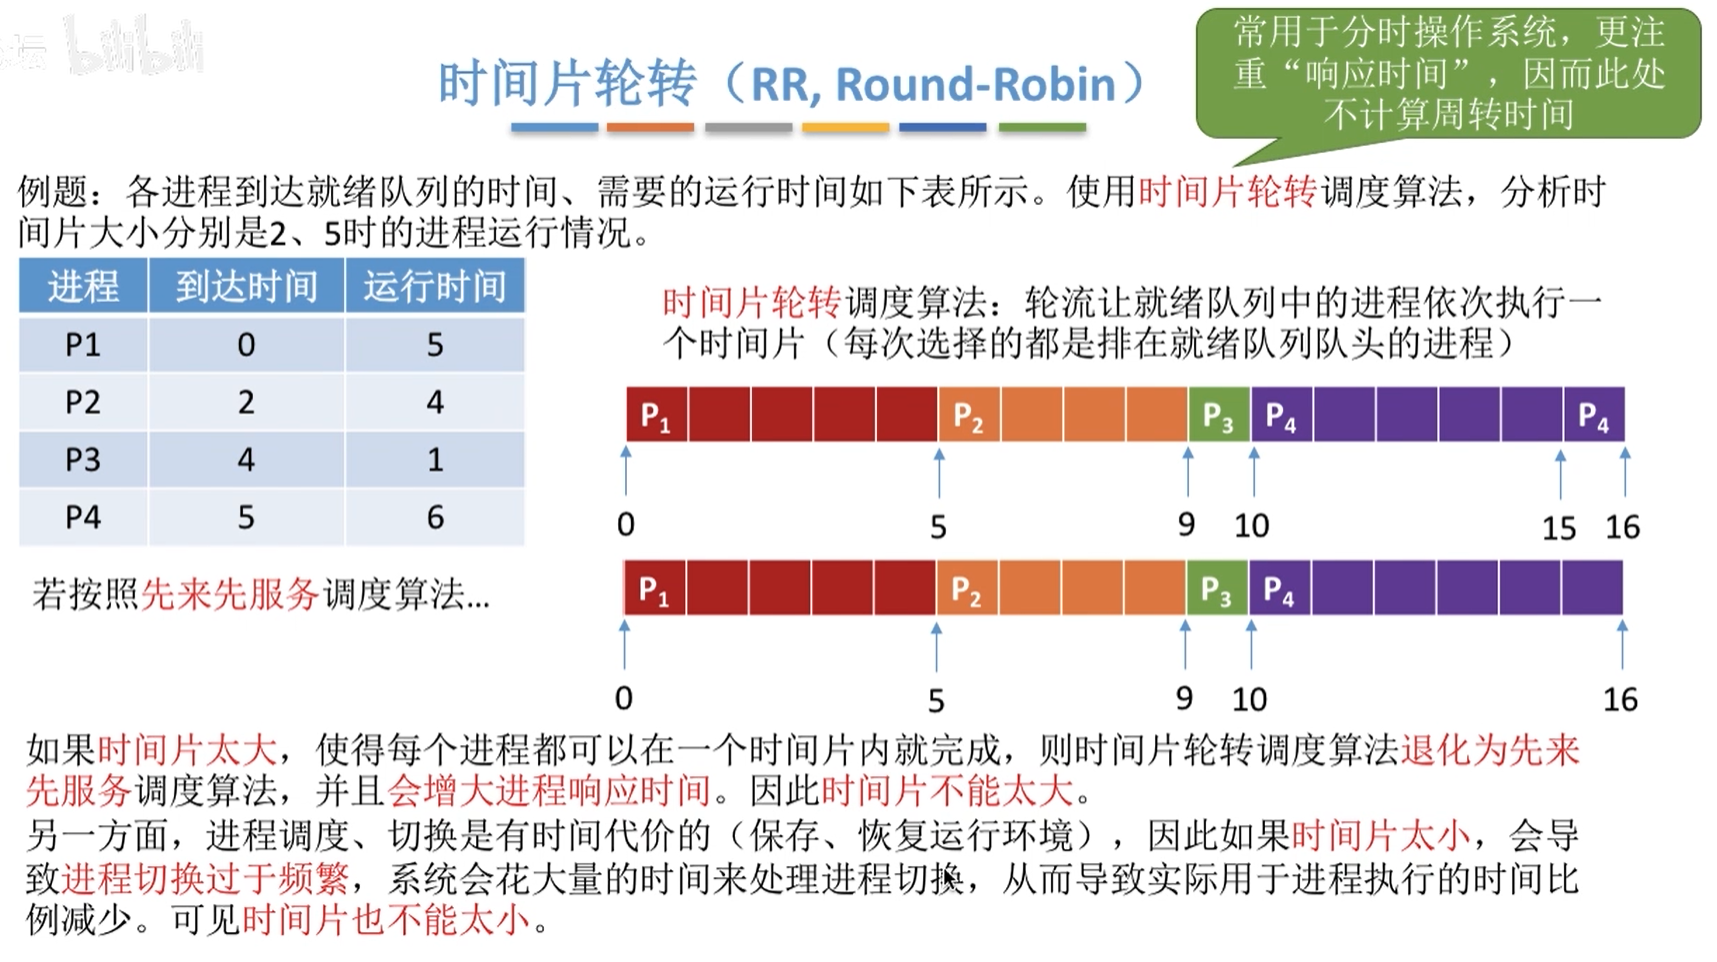 坛 bilibili
常用于分时操作系统，更注
重“响应时间”，因而此处
不计算周转时间
时间片轮转（RR, Round-Robin）
例题：各进程到达就绪队列的时间、需要的运行时间如下表所示。使用时间片轮转调度算法，分析时
间片大小分别是2、5时的进程运行情况。
进程 到达时间 运行时间
P1 0 5
P2 2 4
P3 4 1
P4 5 6
时间片轮转调度算法：轮流让就绪队列中的进程依次执行一
个时间片（每次选择的都是排在就绪队列队头的进程）
P1 P2 P3 P4 P4
0 5 9 10 15 16
若按照先来先服务调度算法...
P1 P2 P3 P4
0 5 9 10 16
如果时间片太大，使得每个进程都可以在一个时间片内就完成，则时间片轮转调度算法退化为先来
先服务调度算法，并且会增大进程响应时间。因此时间片不能太大。
另一方面，进程调度、切换是有时间代价的（保存、恢复运行环境），因此如果时间片太小，会导
致进程切换过于频繁，系统会花大量的时间来处理进程切换，从而导致实际用于进程执行的时间比
例减少。可见时间片也不能太小。